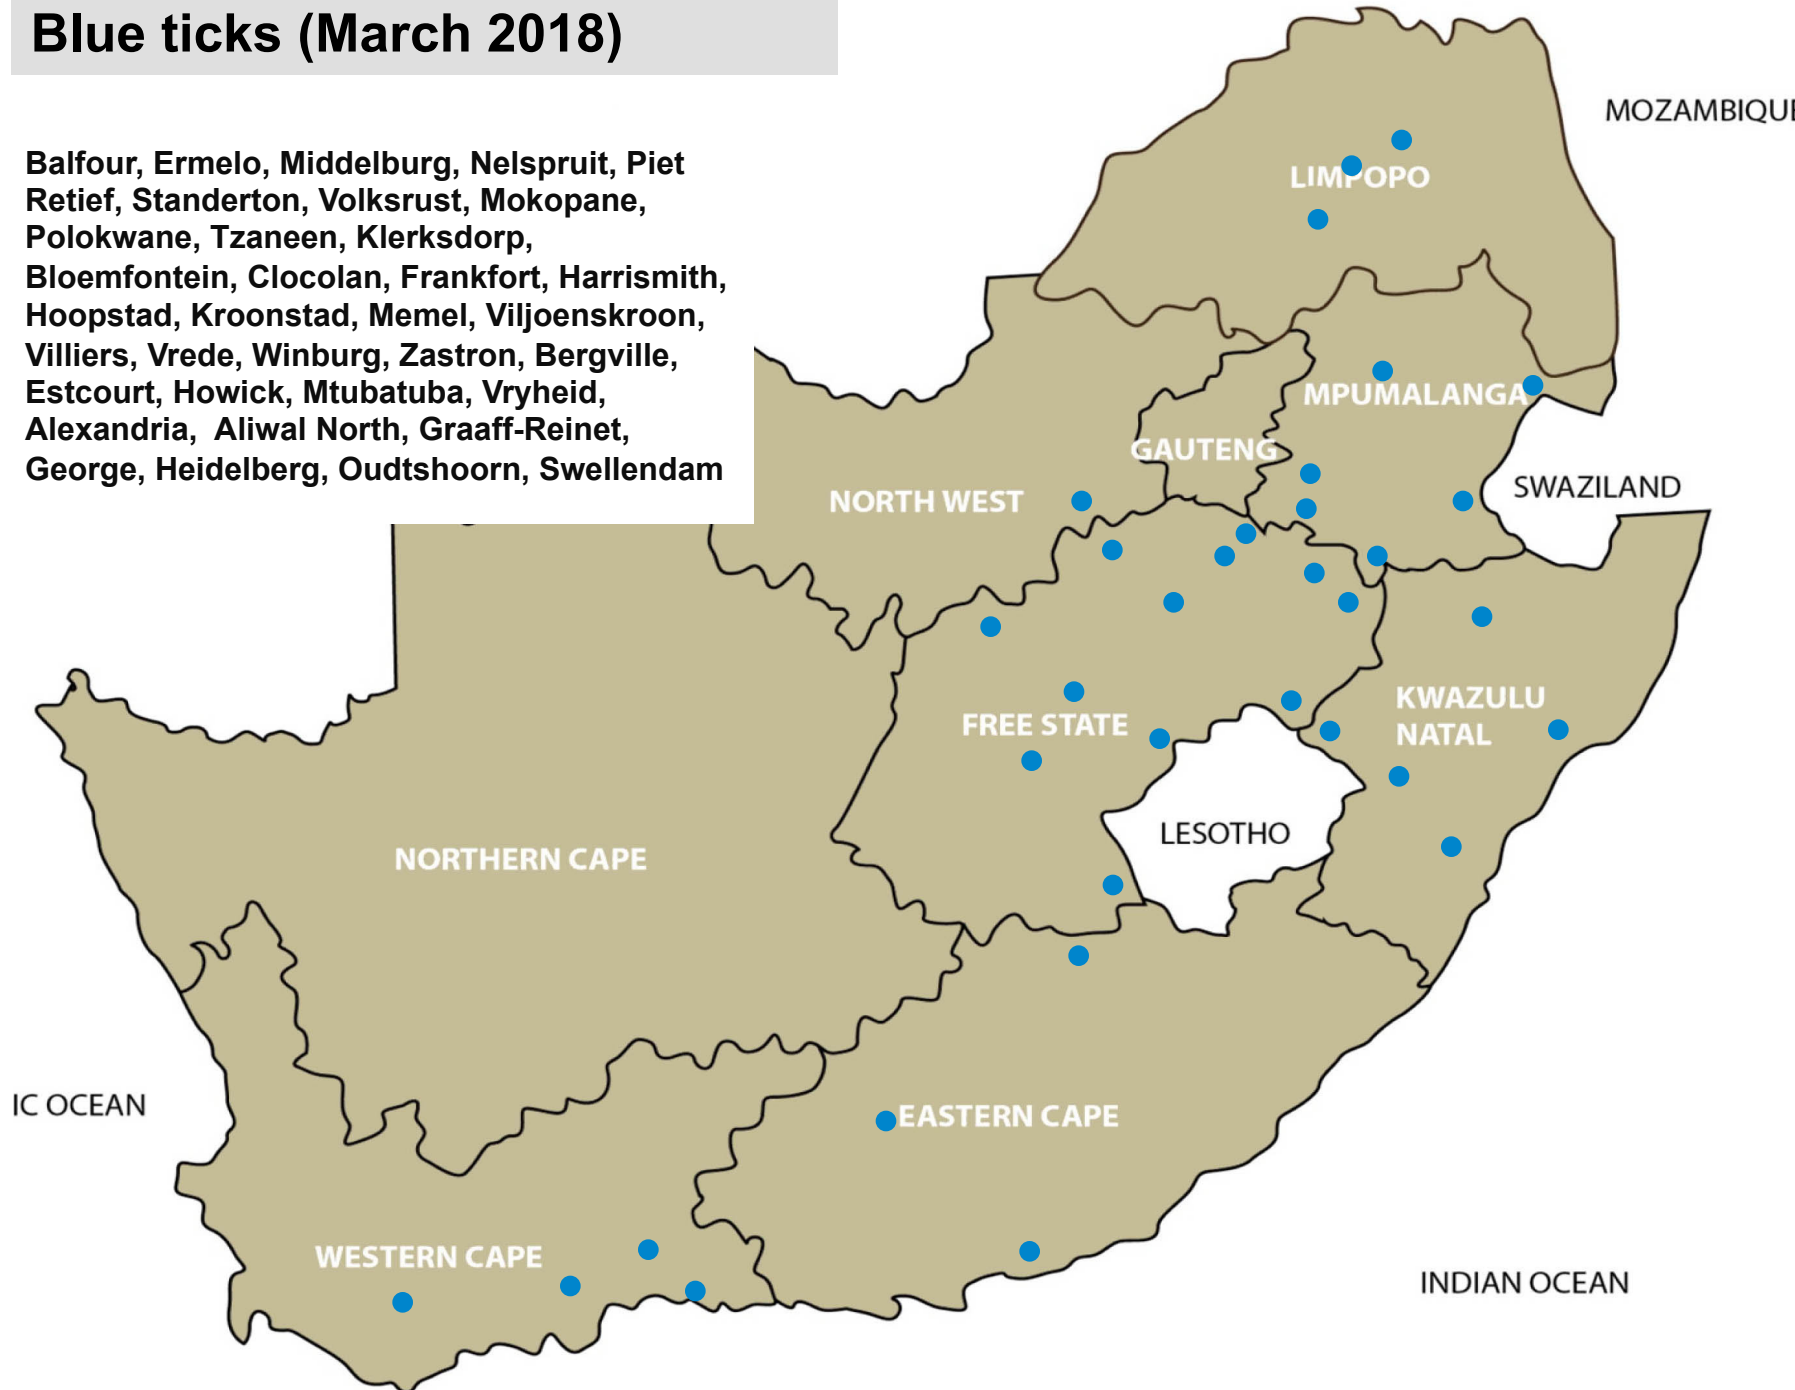 Blue ticks (March 2018)
Balfour, Ermelo, Middelburg, Nelspruit, Piet
Retief, Standerton, Volksrust, Mokopane,
Polokwane, Tzaneen, Klerksdorp,
Bloemfontein, Clocolan, Frankfort, Harrismith,
Hoopstad, Kroonstad, Memel, Viljoenskroon,
Villiers, Vrede, Winburg, Zastron, Bergville,
Estcourt, Howick, Mtubatuba, Vryheid,
Alexandria, Aliwal North, Graaff-Reinet,
George, Heidelberg, Oudtshoorn, Swellendam
MOZAMBIQUE
LIMPOPO
MPUMALANGA
GAUTENG
NORTH WEST
SWAZILAND
KWAZULU
NATAL
FREE STATE
LESOTHO
NORTHERN CAPE
IC OCEAN
EASTERN CAPE
WESTERN CAPE
INDIAN OCEAN